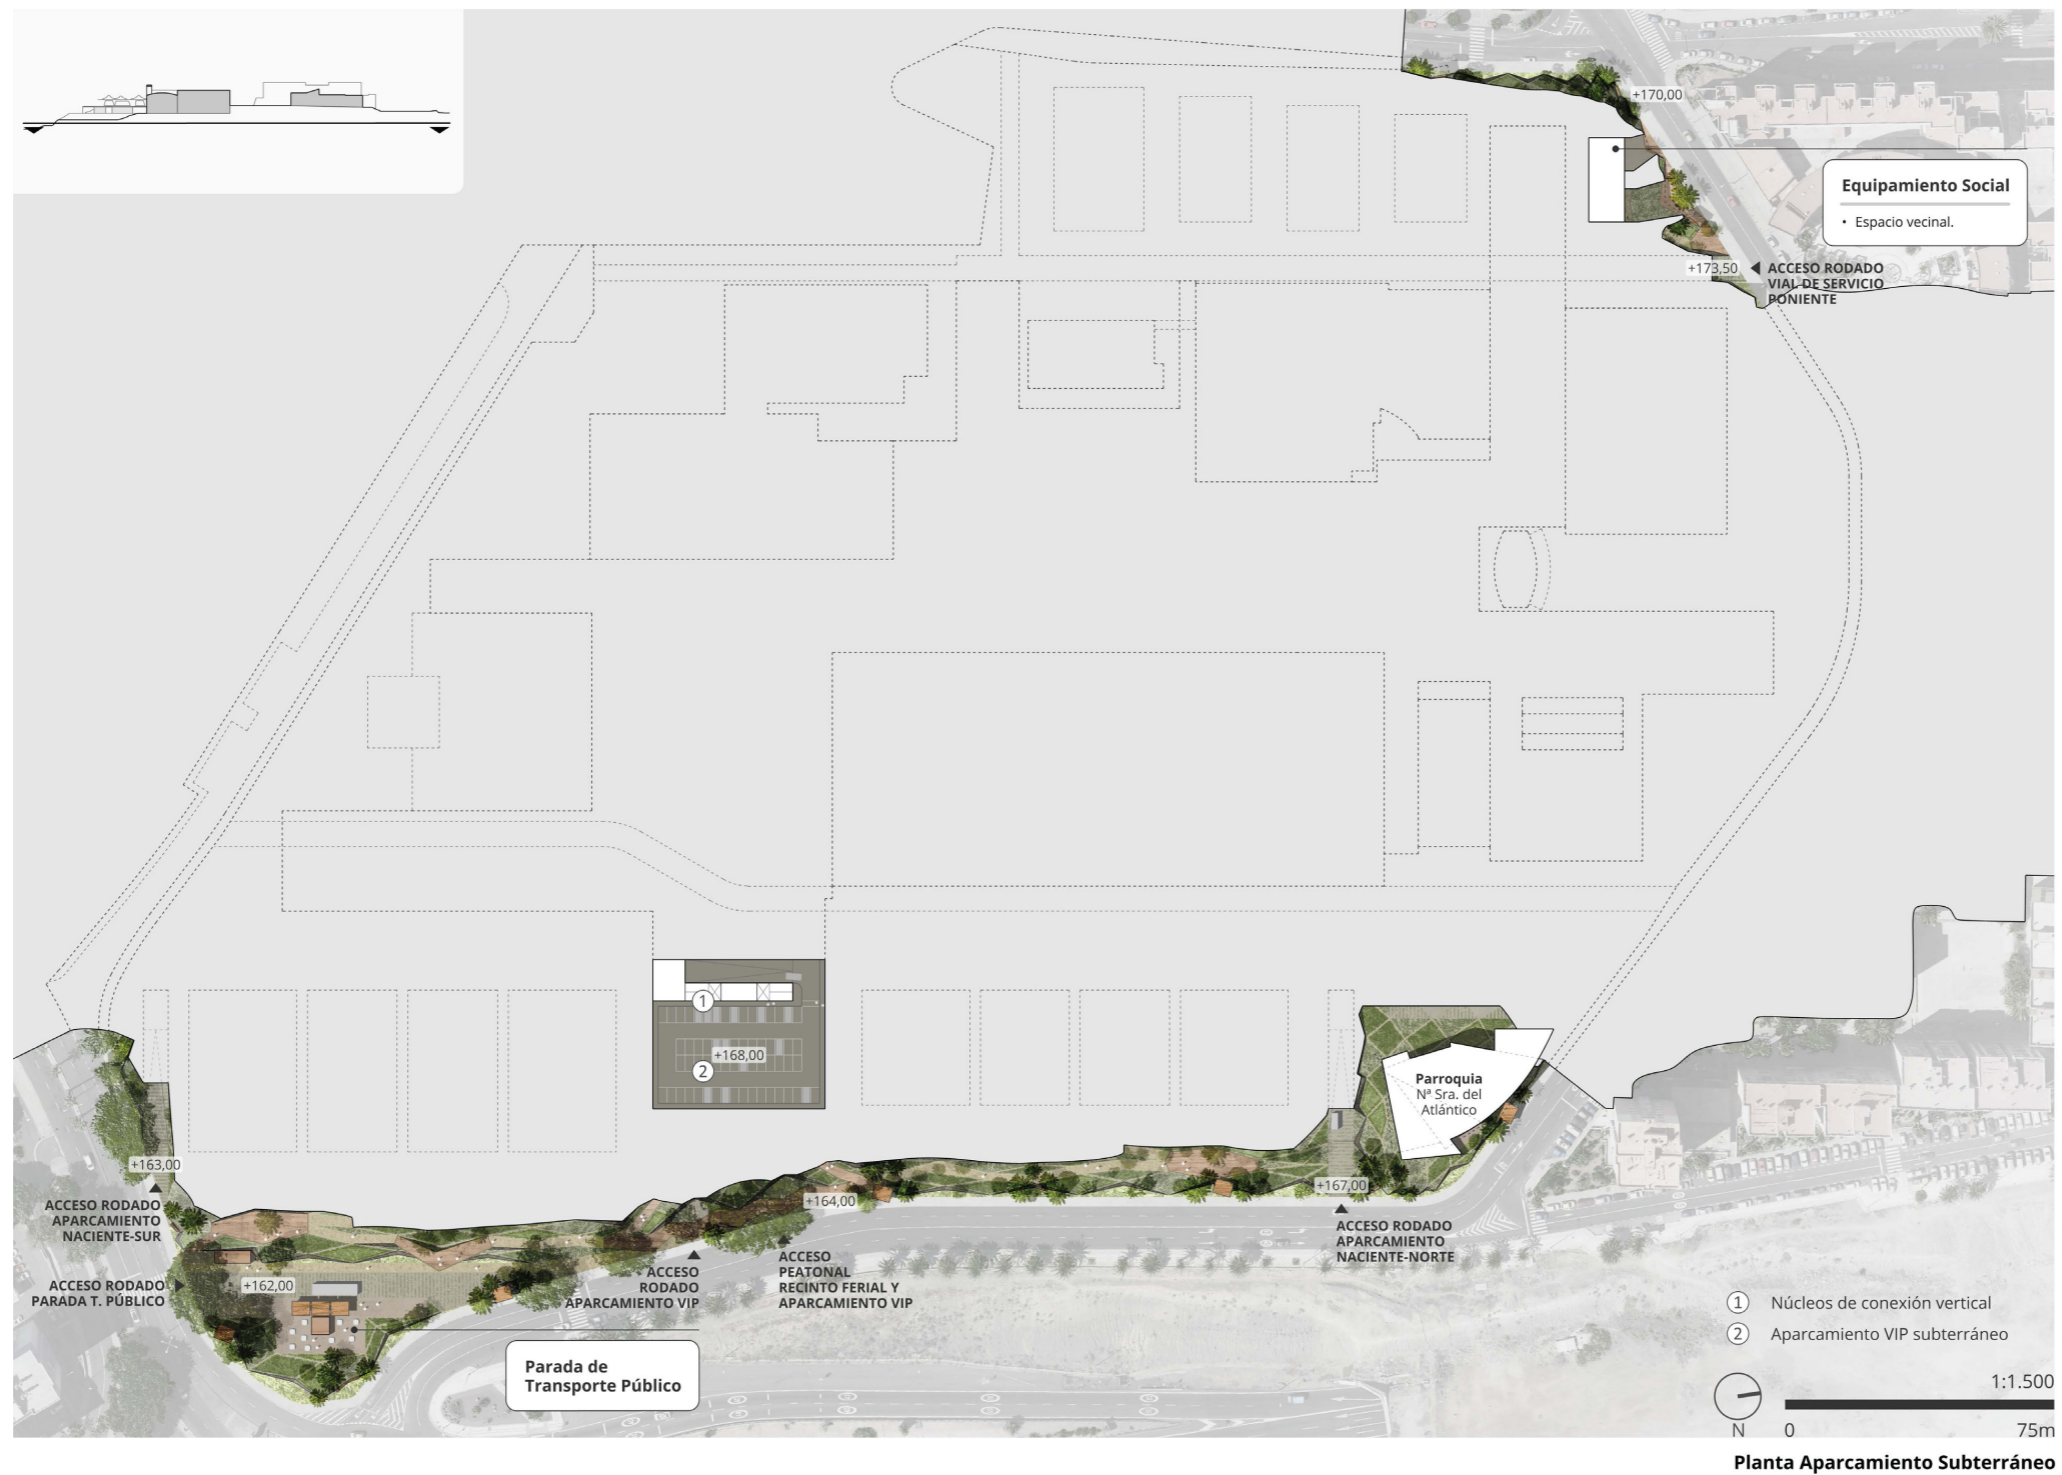 +170,00
Equipamiento Social
• Espacio vecinal.
+173,50
ACCESO RODADO
VIAL DE SERVICIO
PONIENTE
1
+168,00
2
Parroquia
Nª Sra. del
Atlántico
+163,00
ACCESO RODADO
APARCAMIENTO
NACIENTE-SUR
+164,00
+167,00
ACCESO RODADO
APARCAMIENTO
NACIENTE-NORTE
ACCESO RODADO
PARADA T. PÚBLICO
+162,00
ACCESO
RODADO
APARCAMIENTO VIP
ACCESO
PEATONAL
RECINTO FERIAL Y
APARCAMIENTO VIP
Parada de
Transporte Público
1 Núcleos de conexión vertical
2 Aparcamiento VIP subterráneo
1:1.500
N
0 75m
Planta Aparcamiento Subterráneo